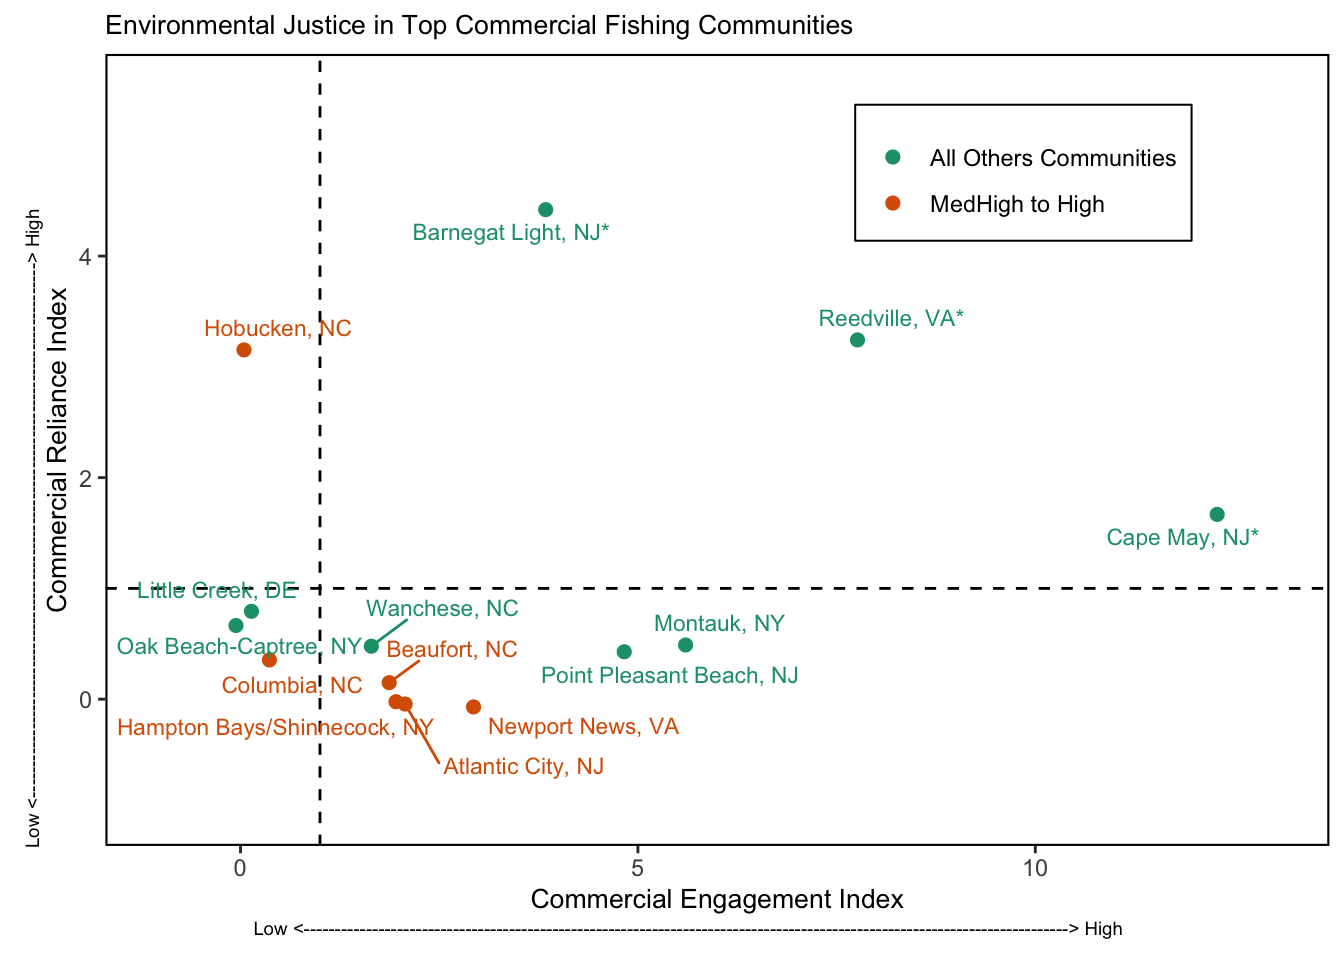 Environmental Justice in Top Commercial Fishing Communities
All Others Communities
MedHigh to High
Barnegat Light, NJ*
Reedville, VA*
Hobucken, NC
Cape May, NJ*
Little Creek, DE
Wanchese, NC
Montauk, NY
Oak Beach-Captree, NY
Beaufort, NC
Point Pleasant Beach, NJ
Columbia, NC
Hampton Bays/Shinnecock, NY
Newport News, VA
Atlantic City, NJ
4
2
0
Commercial Reliance Index
Low <--------------------------------------------------------------------------------------> High
0
5
10
Commercial Engagement Index
Low <--------------------------------------------------------------------------------------------------------------------------> High